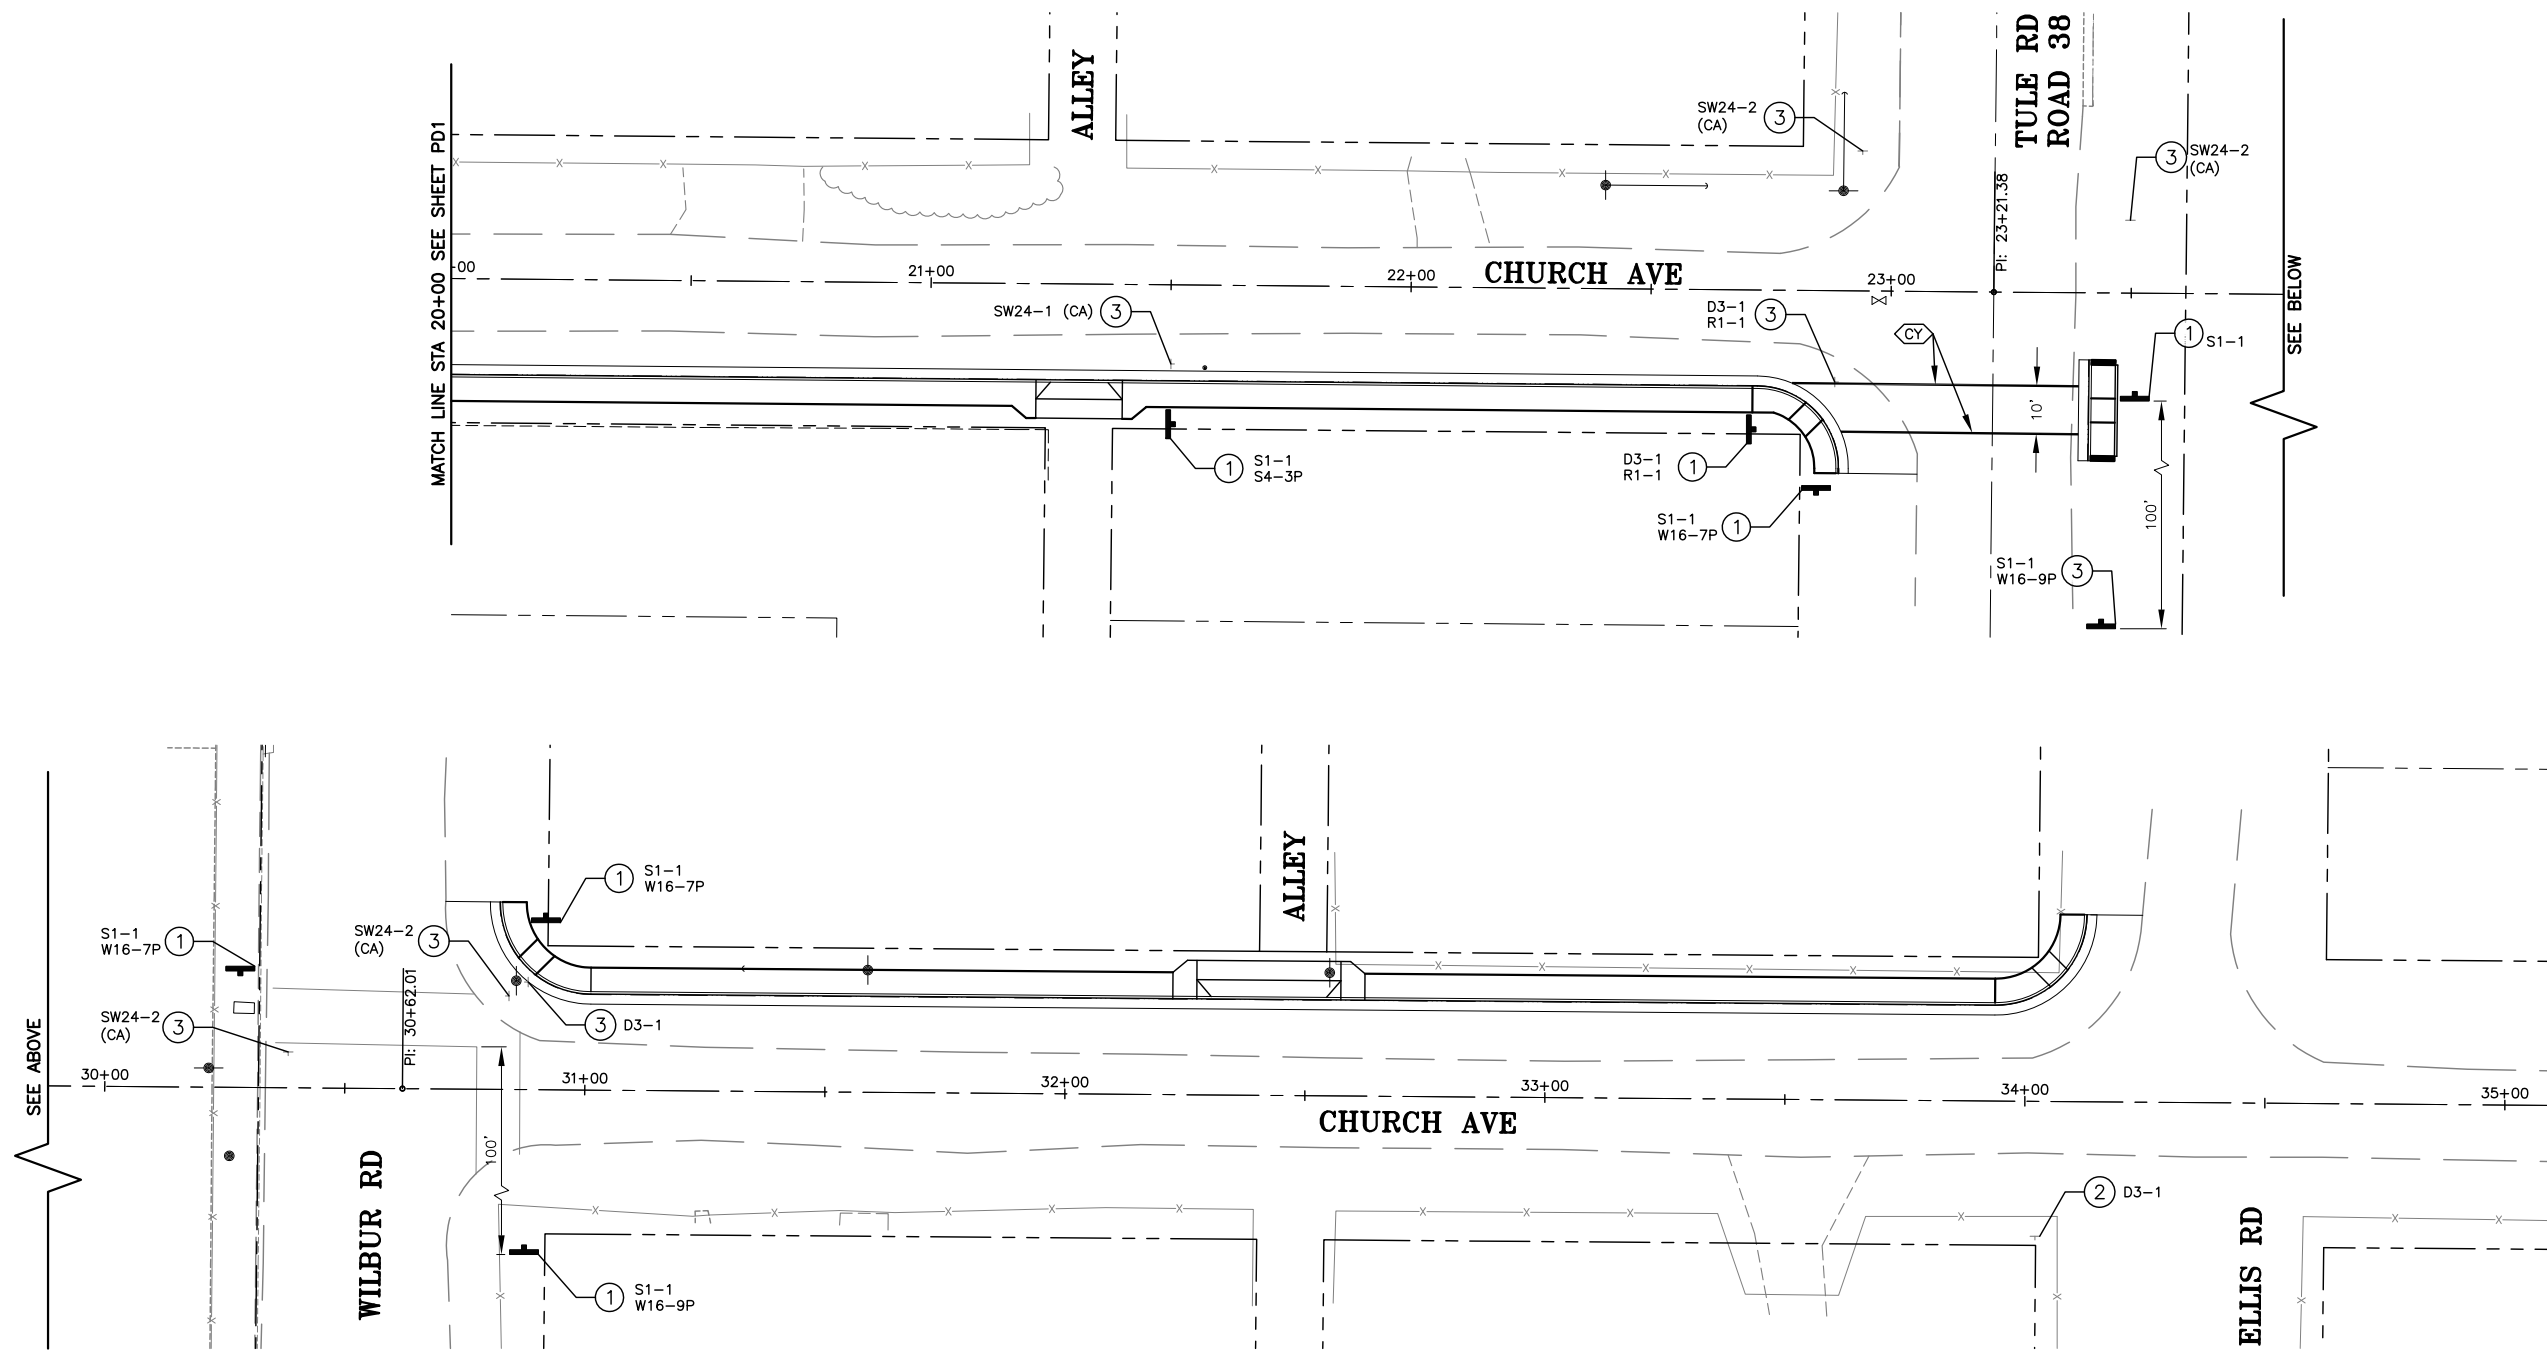 ALLEY
TULE RD
ROAD 38
SW24-2
(CA)
3
3
SW24-2
(CA)
MATCH LINE STA 20+00 SEE SHEET PD1
PI: 23+21.38
-00
21+00
22+00
CHURCH AVE
23+00
SEE BELOW
SW24-1 (CA)
3
D3-1
R1-1
3
CY
1
S1-1
10'
1
S1-1
S4-3P
D3-1
R1-1
1
100'
S1-1
W16-7P
1
S1-1
W16-9P
3
ALLEY
1
S1-1
W16-7P
S1-1
W16-7P
1
SW24-2
(CA)
3
PI: 30+62.01
SW24-2
(CA)
3
3
D3-1
SEE ABOVE
30+00
31+00
32+00
33+00
34+00
35+00
CHURCH AVE
100'
WILBUR RD
2
D3-1
ELLIS RD
1
S1-1
W16-9P